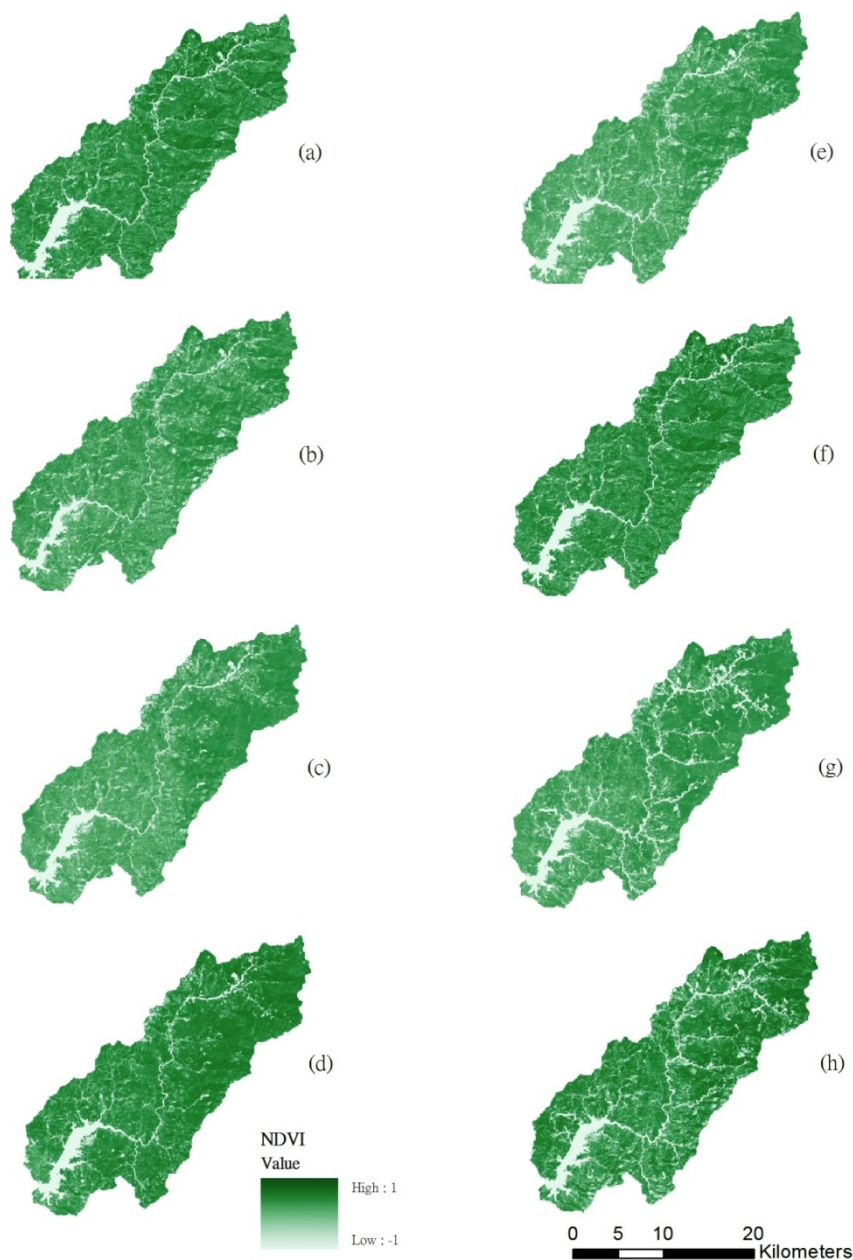 (a)
(e)
(b)
(f)
(c)
(g)
(d)
(h)
NDVI
Value
High : 1
Low : -1
0 5 10 20
Kilometers